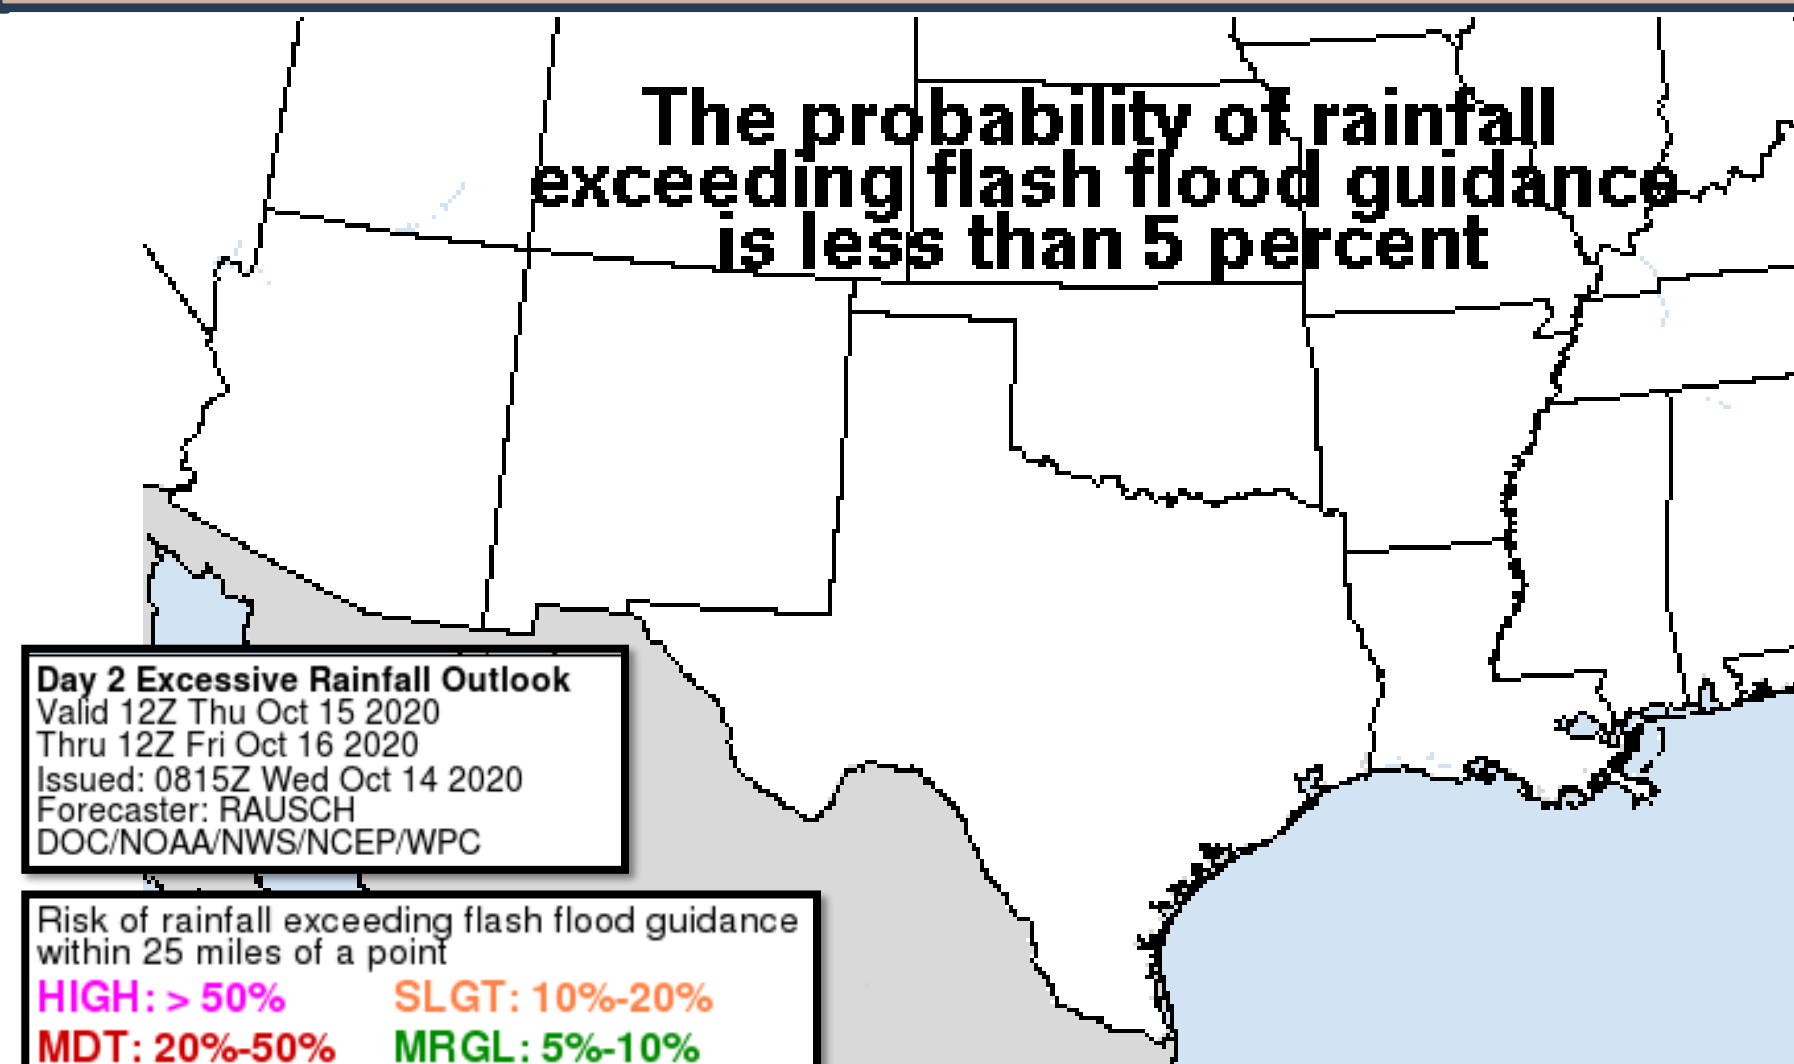 The probability of rainfall
exceeding flash flood guidance
is less than 5 percent
Day 2 Excessive Rainfall Outlook
Valid 12Z Thu Oct 15 2020
Thru 12Z Fri Oct 16 2020
Issued: 0815Z Wed Oct 14 2020
Forecaster: RAUSCH
DOC/NOAA/NWS/NCEP/WPC
Risk of rainfall exceeding flash flood guidance
within 25 miles of a point
HIGH: > 50% SLGT: 10%-20%
MDT: 20%-50% MRGL: 5%-10%